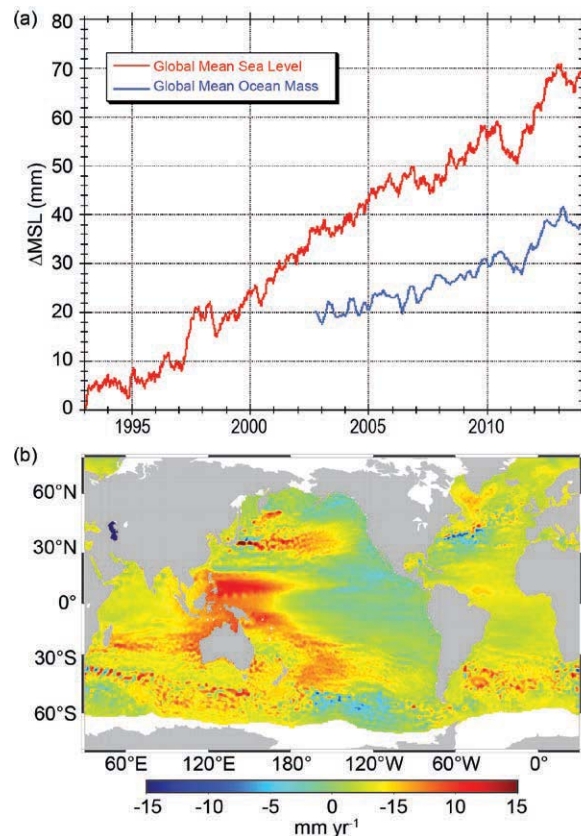 (a)
80
70
60
50
40
30
20
10
0
ΔMSL (mm)
Global Mean Sea Level
Global Mean Ocean Mass
1995 2000 2005 2010
(b)
60°N
30°N
0°
30°S
60°S
60°E 120°E 180° 120°W 60°W 0°
-15 -10 -5 0 -15 10 15
mm yr-1